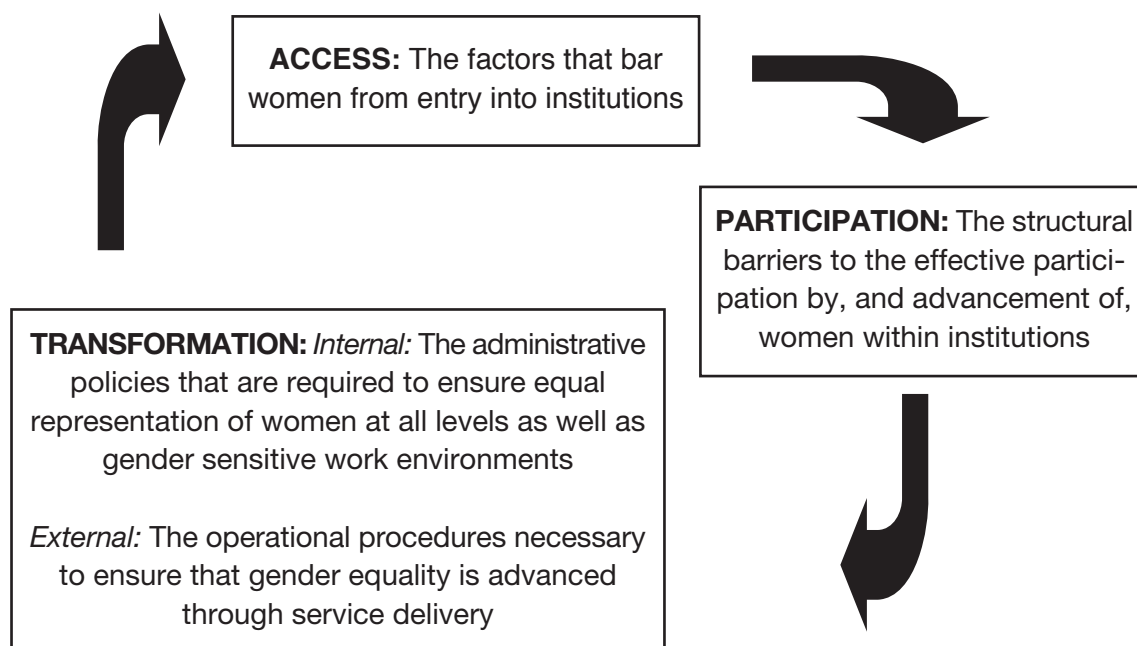 ACCESS: The factors that bar
women from entry into institutions
PARTICIPATION: The structural
barriers to the effective partici-
pation by, and advancement of,
women within institutions
TRANSFORMATION: Internal: The administrative
policies that are required to ensure equal
representation of women at all levels as well as
gender sensitive work environments
External: The operational procedures necessary
to ensure that gender equality is advanced
through service delivery